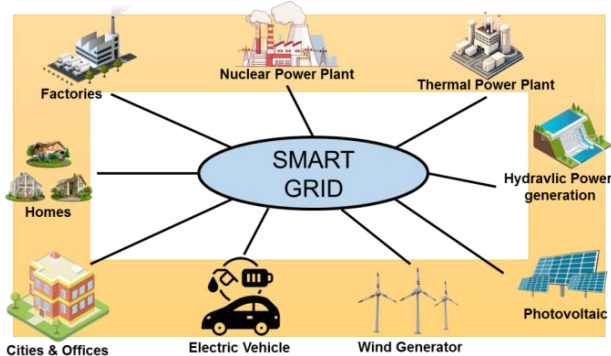 Nuclear Power Plant
Factories
Thermal Power Plant
SMART
GRID
Hydravlic Power
generation
Homes
Photovoltaic
Cities & Offices
Electric Vehicle
Wind Generator